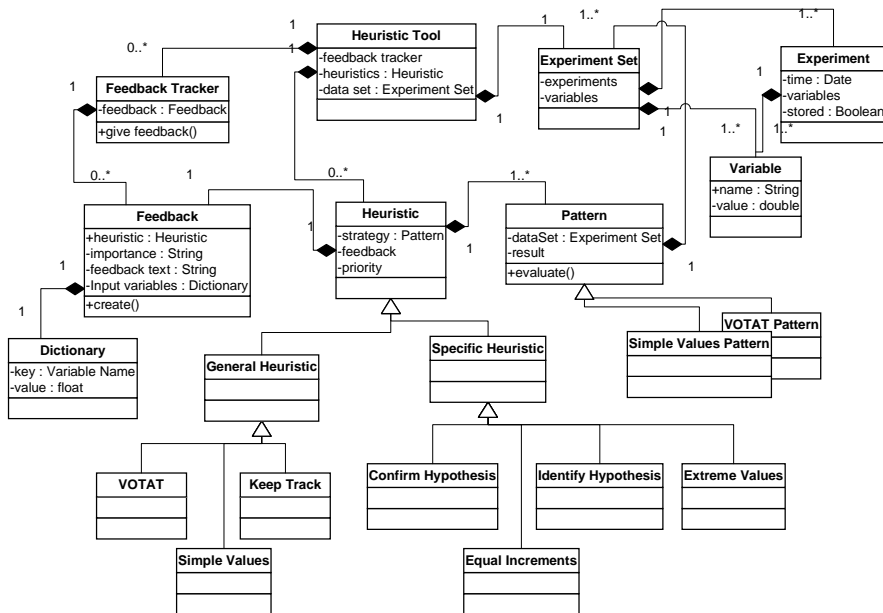 Heuristic Tool
-feedback tracker
-heuristics : Heuristic
-data set : Experiment Set
1
1
1
0..*
1
1
Feedback Tracker
-feedback : Feedback
+give feedback()
1
0..*
Experiment Set
-experiments
-variables
1..*
1
1..*
1
1
1..*
Experiment
-time : Date
-variables
-stored : Boolean
1
1..*
Variable
+name : String
-value : double
Feedback
+heuristic : Heuristic
-importance : String
-feedback text : String
-Input variables : Dictionary
+create()
1
1
1
1
Heuristic
-strategy : Pattern
-feedback
-priority
0..*
1
1..*
Pattern
-dataSet : Experiment Set
-result
+evaluate()
1
Dictionary
-key : Variable Name
-value : float
General Heuristic
Specific Heuristic
VOTAT Pattern
Simple Values Pattern
VOTAT
Keep Track
Simple Values
Confirm Hypothesis
Identify Hypothesis
Extreme Values
Equal Increments